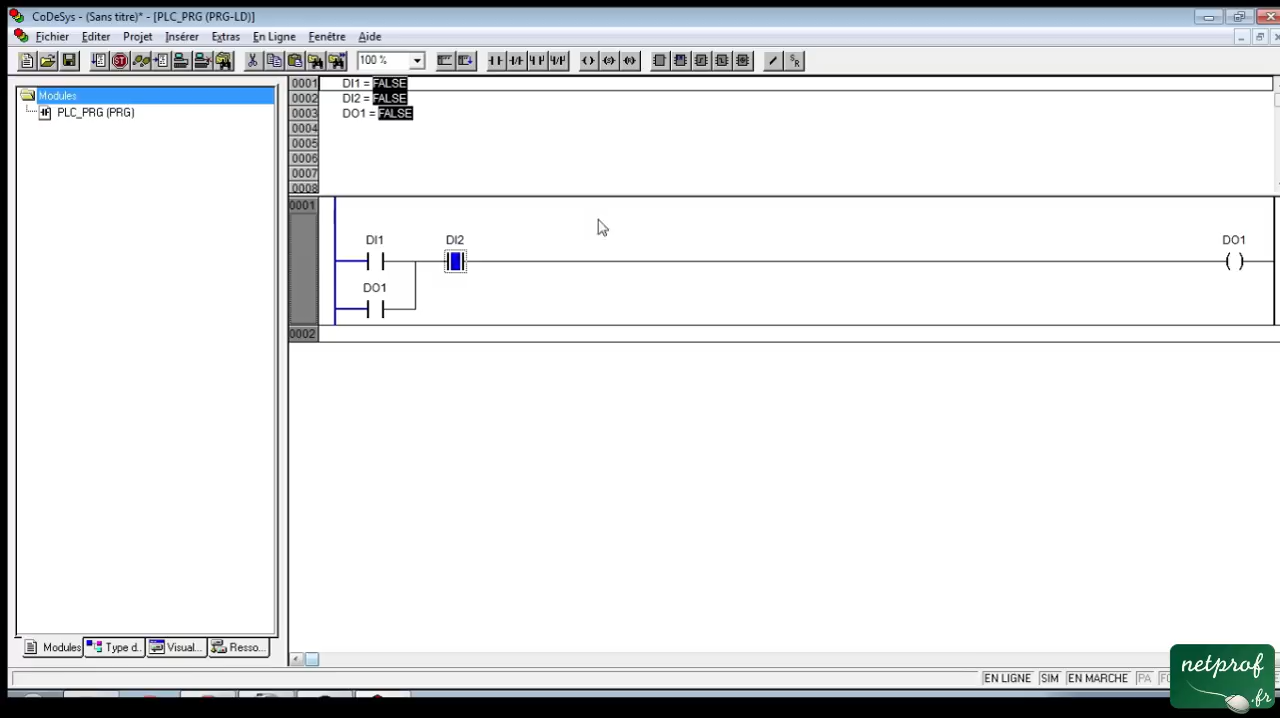 CoDeSys - (Sans titre)* - [PLC_PRG (PRG-LD)]
Fichier Editer Projet Insérer Extras En Ligne Fenêtre Aide
100 %
Modules
PLC_PRG (PRG)
0001 DI1 = FALSE
0002 DI2 = FALSE
0003 DO1 = FALSE
0004
0005
0006
0007
0008
0001
DI1 DI2 DO1
DO1
0002
Modules Type d.. Visual... Resso...
EN LIGNE SIM EN MARCHE PA
netprof
.fr